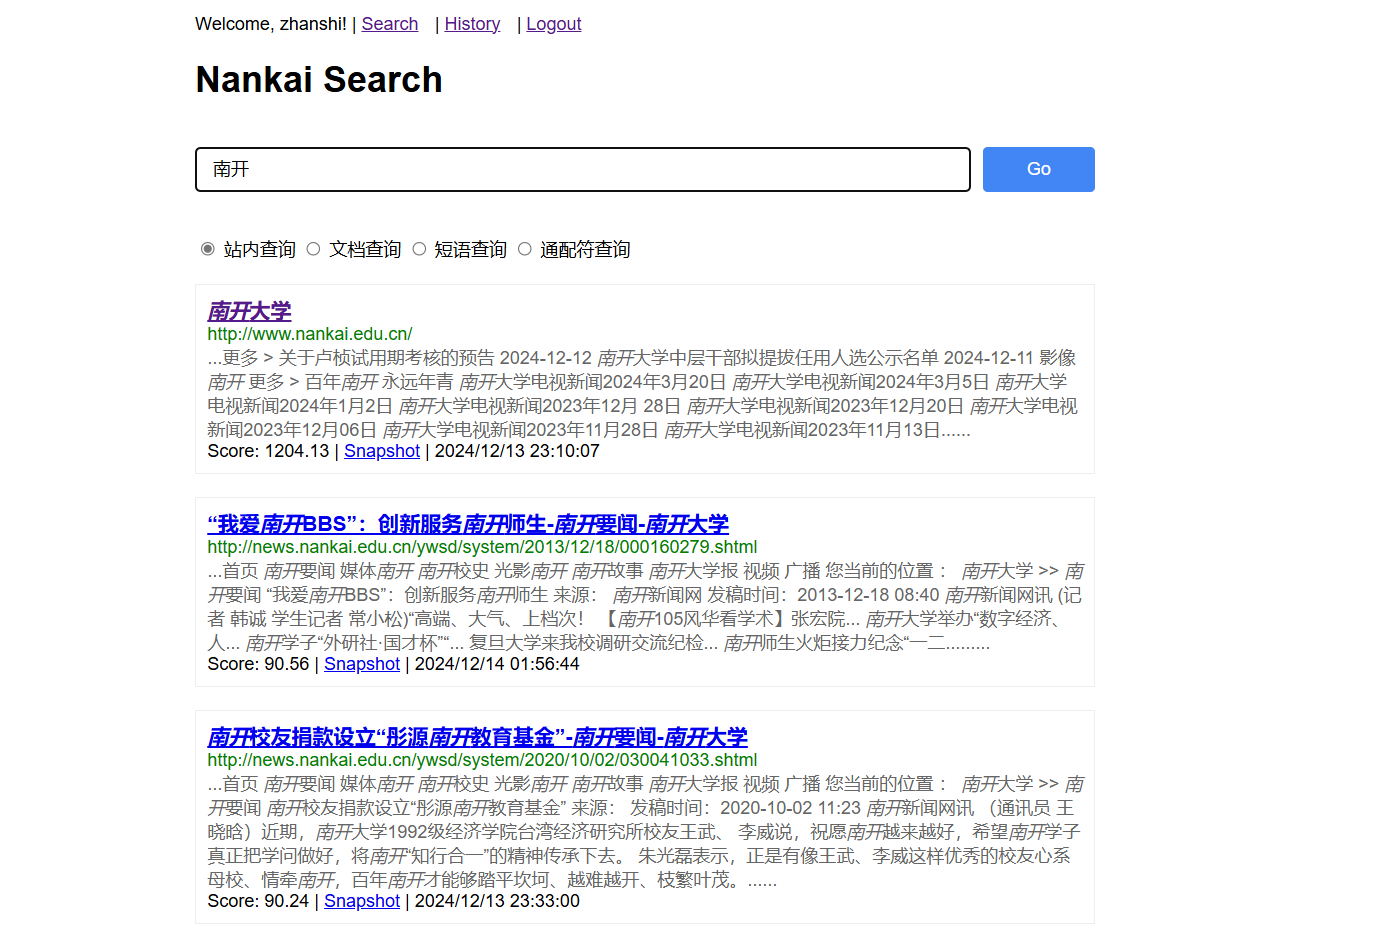 Welcome, zhanshi! | Search | History | Logout
Nankai Search
南开
Go
站内查询 文档查询 短语查询 通配符查询
南开大学
http://www.nankai.edu.cn/
...更多 > 关于卢桢试用期考核的预告 2024-12-12 南开大学中层干部拟提拔任用人选公示名单 2024-12-11 影像
南开 更多 > 百年南开 永远年青 南开大学电视新闻2024年3月20日 南开大学电视新闻2024年3月5日 南开大学
电视新闻2024年1月2日 南开大学电视新闻2023年12月 28日 南开大学电视新闻2023年12月20日 南开大学电视
新闻2023年12月06日 南开大学电视新闻2023年11月28日 南开大学电视新闻2023年11月13日......
Score: 1204.13 | Snapshot | 2024/12/13 23:10:07
“我爱南开BBS”：创新服务南开师生-南开要闻-南开大学
http://news.nankai.edu.cn/ywsd/system/2013/12/18/000160279.shtml
...首页 南开要闻 媒体南开 南开校史 光影南开 南开故事 南开大学报 视频 广播 您当前的位置 ： 南开大学 >> 南
开要闻 “我爱南开BBS”：创新服务南开师生 来源： 南开新闻网 发稿时间：2013-12-18 08:40 南开新闻网讯 (记
者 韩诚 学生记者 常小松)“高端、大气、上档次！ 【南开105风华看学术】张宏院... 南开大学举办“数字经济、
人... 南开学子“外研社·国才杯”“... 复旦大学来我校调研交流纪检... 南开师生火炬接力纪念“一二.........
Score: 90.56 | Snapshot | 2024/12/14 01:56:44
南开校友捐款设立“彤源南开教育基金”-南开要闻-南开大学
http://news.nankai.edu.cn/ywsd/system/2020/10/02/030041033.shtml
...首页 南开要闻 媒体南开 南开校史 光影南开 南开故事 南开大学报 视频 广播 您当前的位置 ： 南开大学 >> 南
开要闻 南开校友捐款设立“彤源南开教育基金” 来源： 发稿时间：2020-10-02 11:23 南开新闻网讯 （通讯员 王
晓晗）近期，南开大学1992级经济学院台湾经济研究所校友王武、 李威说，祝愿南开越来越好，希望南开学子
真正把学问做好，将南开“知行合一”的精神传承下去。 朱光磊表示，正是有像王武、李威这样优秀的校友心系
母校、情牵南开，百年南开才能够踏平坎坷、越难越开、枝繁叶茂。......
Score: 90.24 | Snapshot | 2024/12/13 23:33:00